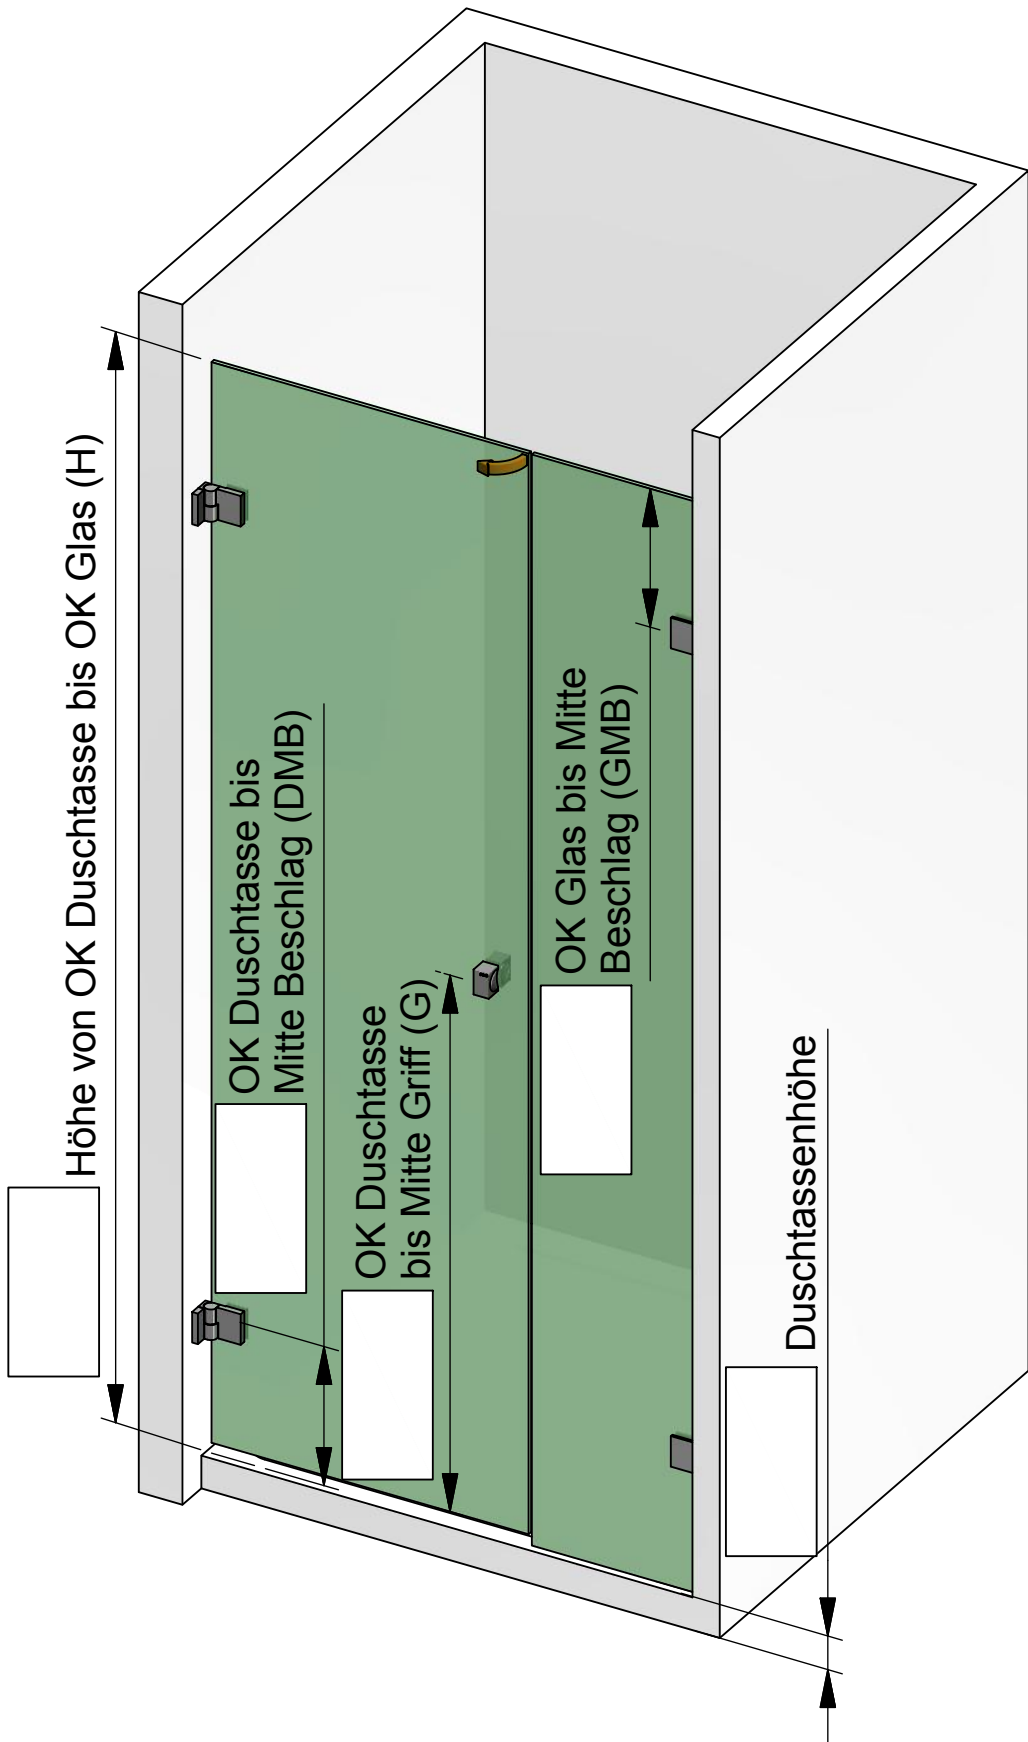 Höhe von OK Duschtasse bis OK Glas (H)
OK Duschtasse bis
Mitte Beschlag (DMB)
OK Duschtasse
bis Mitte Griff (G)
OK Glas bis Mitte
Beschlag (GMB)
Duschtassenhöhe